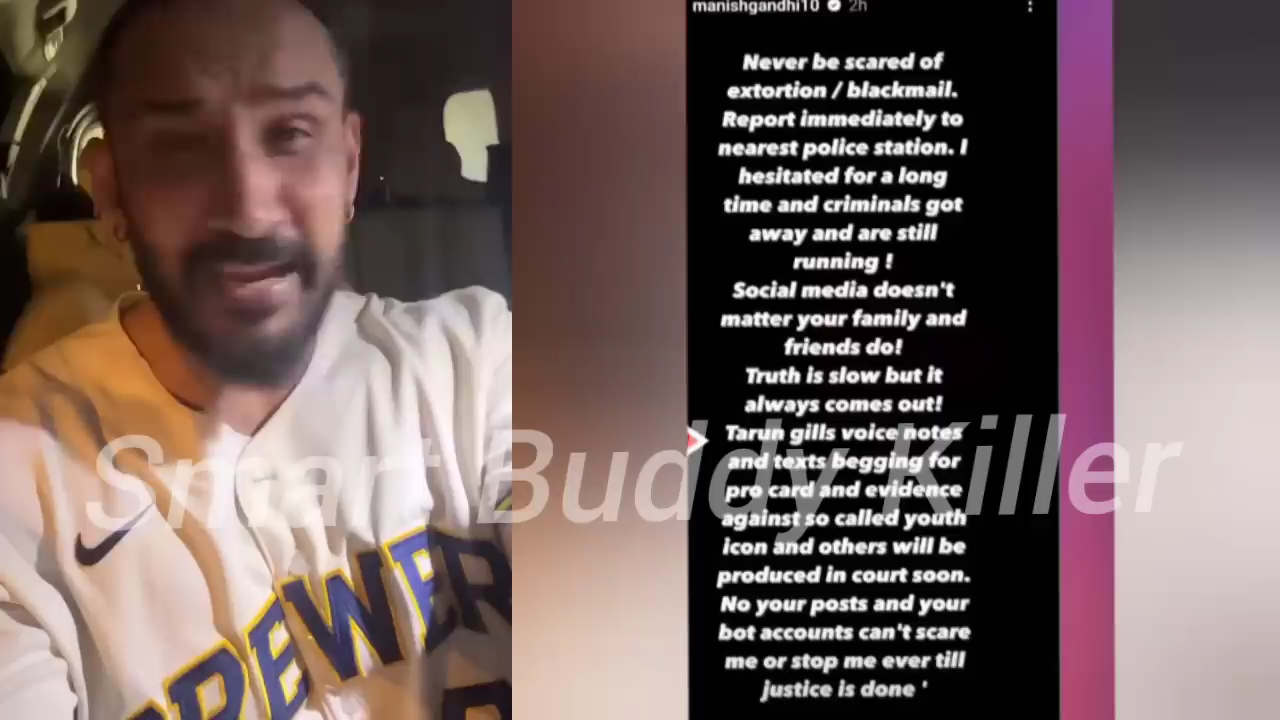 manishgandhi10 2h
Never be scared of
extortion / blackmail.
Report immediately to
nearest police station. I
hesitated for a long
time and criminals got
away and are still
running !
Social media doesn't
matter your family and
friends do!
Truth is slow but it
always comes out!
Tarun gills voice notes
and texts begging for
pro card and evidence
against so called youth
icon and others will be
produced in court soon.
No your posts and your
bot accounts can't scare
me or stop me ever till
justice is done '
Smart Buddy Killer
BREWER